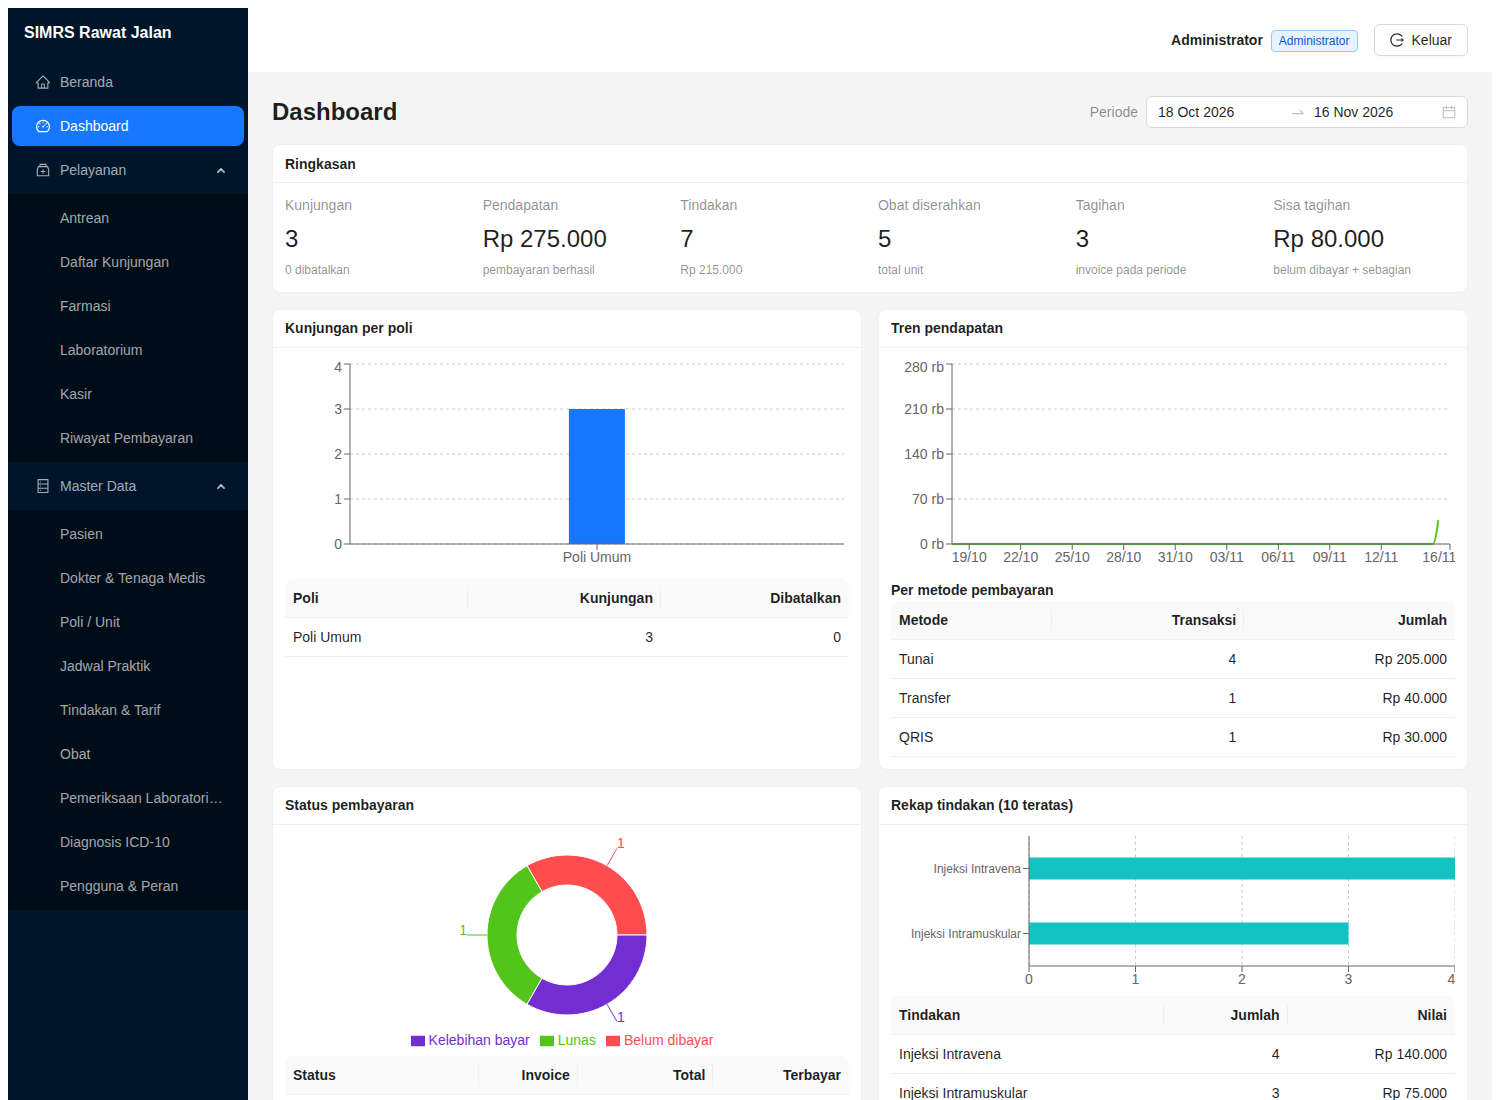 SIMRS Rawat Jalan
Beranda
Dashboard
Pelayanan
Antrean
Daftar Kunjungan
Farmasi
Laboratorium
Kasir
Riwayat Pembayaran
Master Data
Pasien
Dokter & Tenaga Medis
Poli / Unit
Jadwal Praktik
Tindakan & Tarif
Obat
Pemeriksaan Laboratori…
Diagnosis ICD-10
Pengguna & Peran
Administrator Administrator Keluar
Dashboard
Periode 18 Oct 2026 16 Nov 2026
Ringkasan
Kunjungan Pendapatan Tindakan Obat diserahkan Tagihan Sisa tagihan
3 Rp 275.000 7 5 3 Rp 80.000
0 dibatalkan pembayaran berhasil Rp 215.000 total unit invoice pada periode belum dibayar + sebagian
Kunjungan per poli
4
3
2
1
0
Poli Umum
Poli Kunjungan Dibatalkan
Poli Umum 3 0
Tren pendapatan
280 rb
210 rb
140 rb
70 rb
0 rb
19/10 22/10 25/10 28/10 31/10 03/11 06/11 09/11 12/11 16/11
Per metode pembayaran
Metode Transaksi Jumlah
Tunai 4 Rp 205.000
Transfer 1 Rp 40.000
QRIS 1 Rp 30.000
Status pembayaran
1
1
1
Kelebihan bayar Lunas Belum dibayar
Status Invoice Total Terbayar
Rekap tindakan (10 teratas)
Injeksi Intravena
Injeksi Intramuskular
0 1 2 3 4
Tindakan Jumlah Nilai
Injeksi Intravena 4 Rp 140.000
Injeksi Intramuskular 3 Rp 75.000